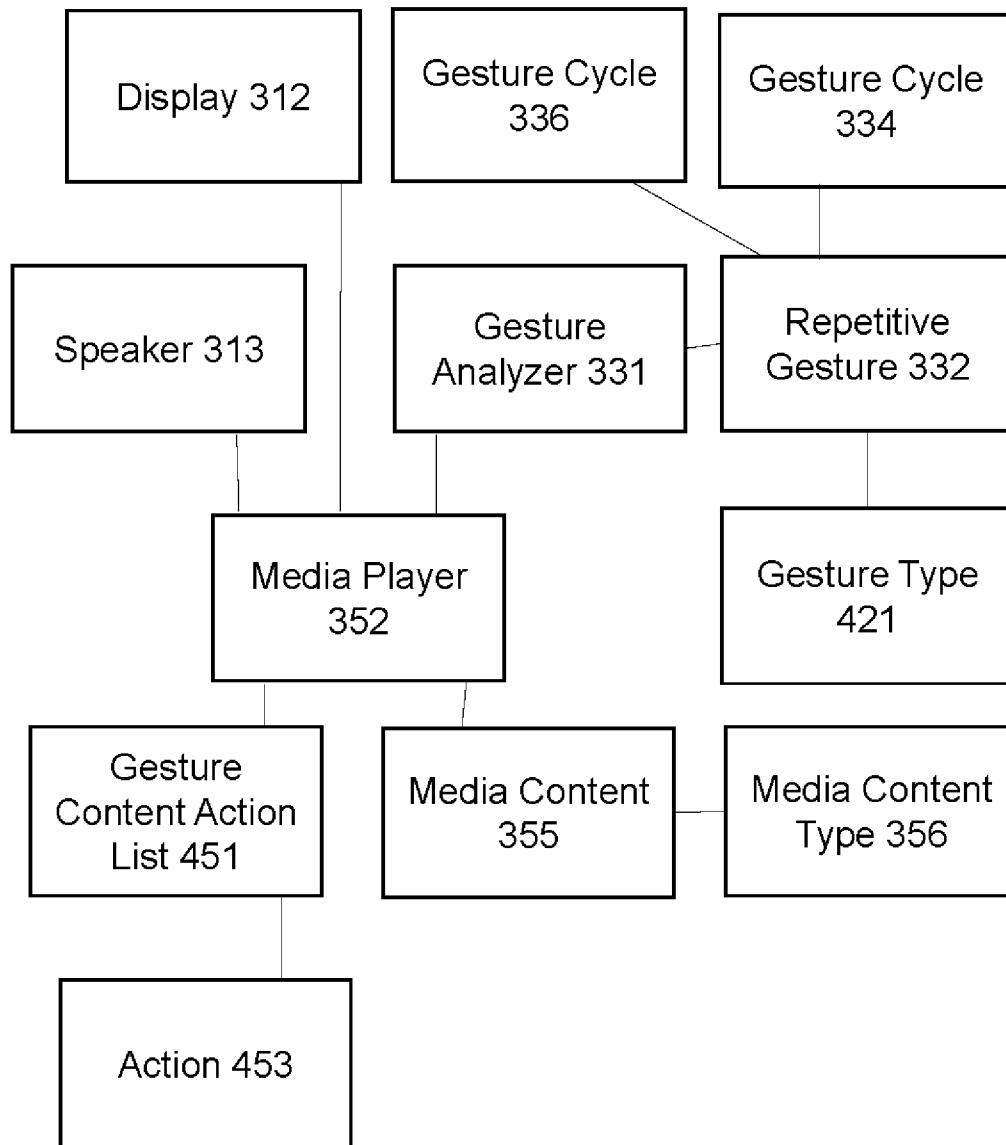 Display 312
Gesture Cycle
336
Gesture Cycle
334
Speaker 313
Gesture
Analyzer 331
Repetitive
Gesture 332
Media Player
352
Gesture Type
421
Gesture
Content Action
List 451
Media Content
355
Media Content
Type 356
Action 453